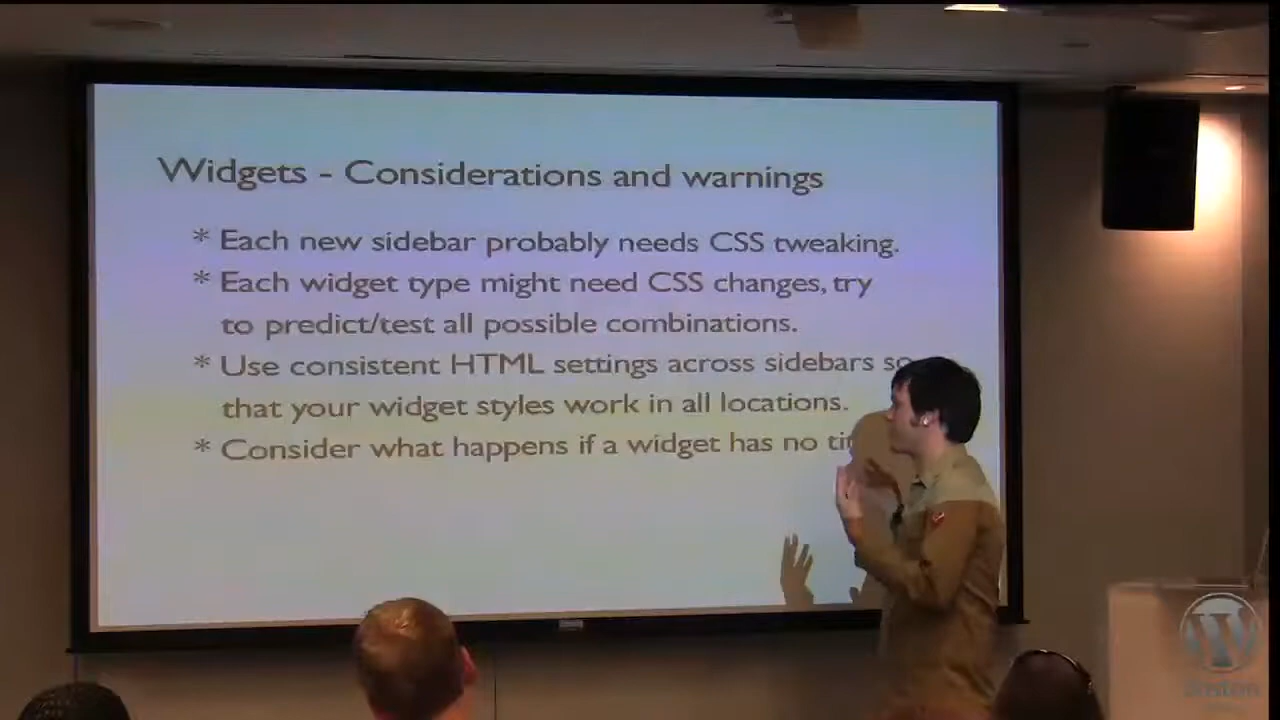 Widgets - Considerations and warnings
* Each new sidebar probably needs CSS tweaking.
* Each widget type might need CSS changes, try
to predict/test all possible combinations.
* Use consistent HTML settings across sidebars so
that your widget styles work in all locations.
* Consider what happens if a widget has no